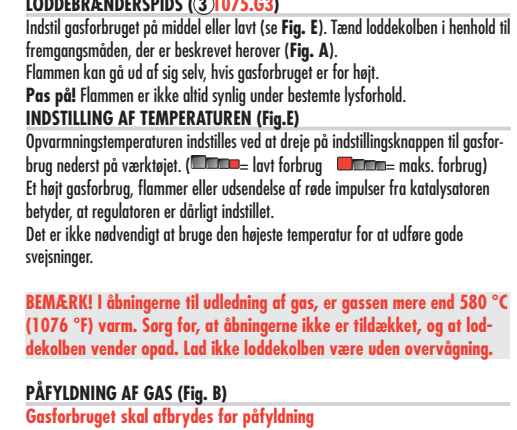 LODDEBRÆNDERSPIDS (③1075.G3)
Indstil gasforbruget på middel eller lavt (se Fig. E). Tænd loddekolben i henhold til
fremgangsmåden, der er beskrevet herover (Fig. A).
Flammen kan gå ud af sig selv, hvis gasforbruget er for højt.
Pas på! Flammen er ikke altid synlig under bestemte lysforhold.
INDSTILLING AF TEMPERATUREN (Fig.E)
Opvarmningstemperaturen indstilles ved at dreje på indstillingsknappen til gasfor-
brug nederst på værktøjet. (= lavt forbrug = maks. forbrug)
Et højt gasforbrug, flammer eller udsendelse af røde impulser fra katalysatoren
betyder, at regulatoren er dårligt indstillet.
Det er ikke nødvendigt at bruge den højeste temperatur for at udføre gode
svejsninger.
BEMÆRK! I åbningerne til udledning af gas, er gassen mere end 580 °C
(1076 °F) varm. Sørg for, at åbningerne ikke er tildækket, og at lod-
dekolben vender opad. Lad ikke loddekolben være uden overvågning.
PÅFYLDNING AF GAS (Fig. B)
Gasforbruget skal afbrydes før påfyldning